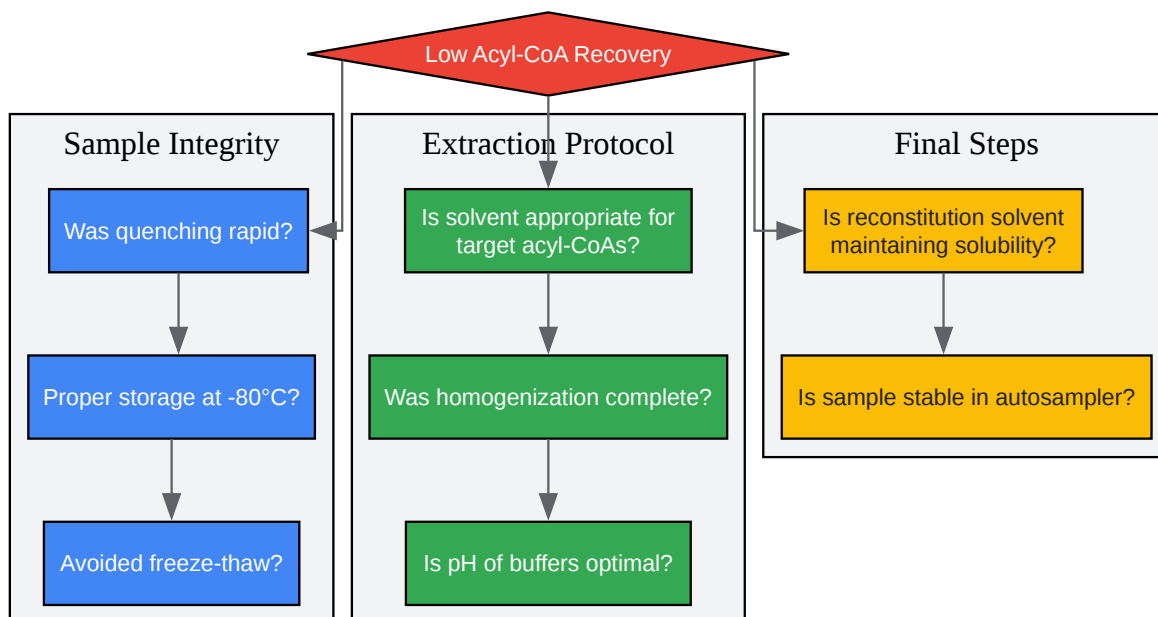 Low Acyl-CoA Recovery
Sample Integrity
Was quenching rapid?
Proper storage at -80°C?
Avoided freeze-thaw?
Extraction Protocol
Is solvent appropriate for
target acyl-CoAs?
Was homogenization complete?
Is pH of buffers optimal?
Final Steps
Is reconstitution solvent
maintaining solubility?
Is sample stable in autosampler?